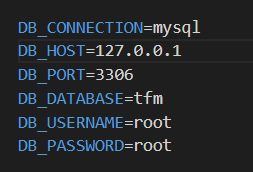 DB_CONNECTION=mysql
DB_HOST=127.0.0.1
DB_PORT=3306
DB_DATABASE=tfm
DB_USERNAME=root
DB_PASSWORD=root